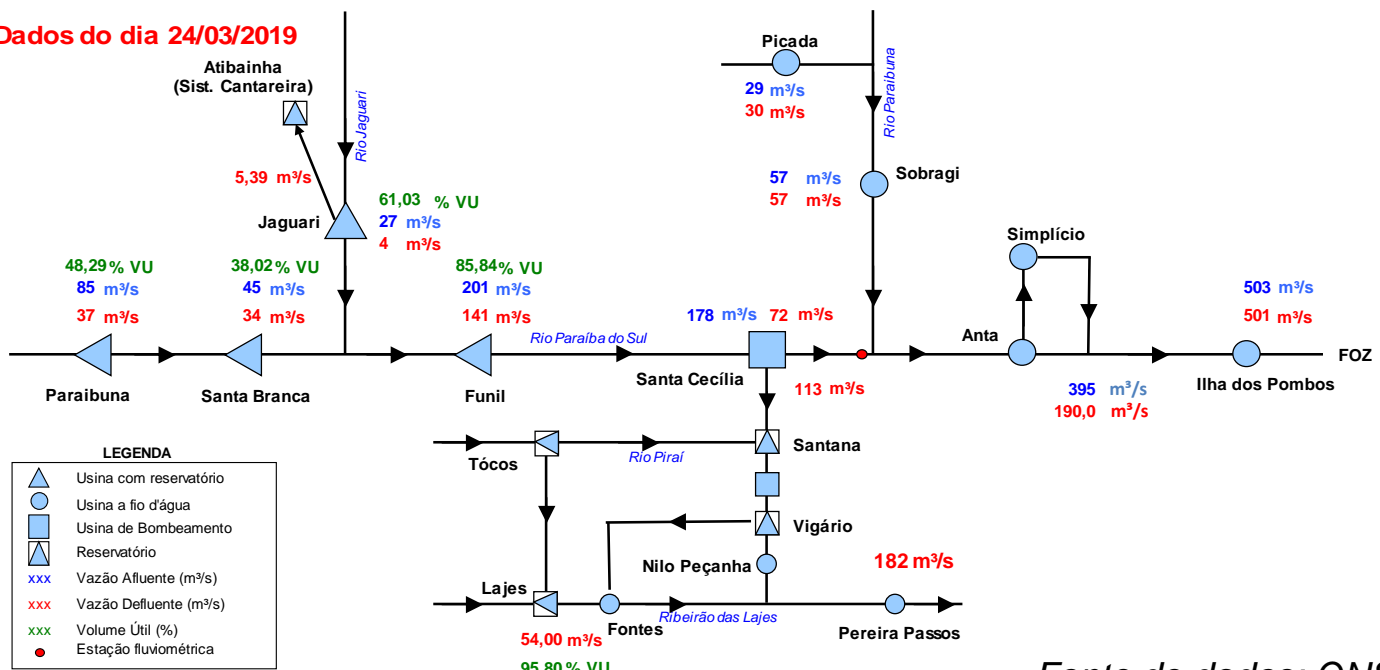 Dados do dia 24/03/2019
Atibainha
(Sist. Cantareira)
Rio Jaguari
5,39 m³/s
Jaguari
61,03 % VU
27 m³/s
4 m³/s
Picada
29 m³/s
30 m³/s
Rio Paraibuna
57 m³/s
57 m³/s
Sobragi
Simplício
48,29 % VU
85 m³/s
37 m³/s
Paraibuna
38,02 % VU
45 m³/s
34 m³/s
Santa Branca
85,84 % VU
201 m³/s
141 m³/s
Funil
Rio Paraíba do Sul
178 m³/s 72 m³/s
Santa Cecília
113 m³/s
Anta
395 m³/s
190,0 m³/s
503 m³/s
501 m³/s
Ilha dos Pombos
FOZ
Tócos
Rio Piraí
Santana
Vigário
Nilo Peçanha
182 m³/s
Lajes
Fontes
Ribeirão das Lajes
Pereira Passos
54,00 m³/s
95,80 % VU
LEGENDA
Usina com reservatório
Usina a fio d'água
Usina de Bombeamento
Reservatório
xxx Vazão Afluente (m³/s)
xxx Vazão Defluente (m³/s)
xxx Volume Útil (%)
Estação fluviométrica